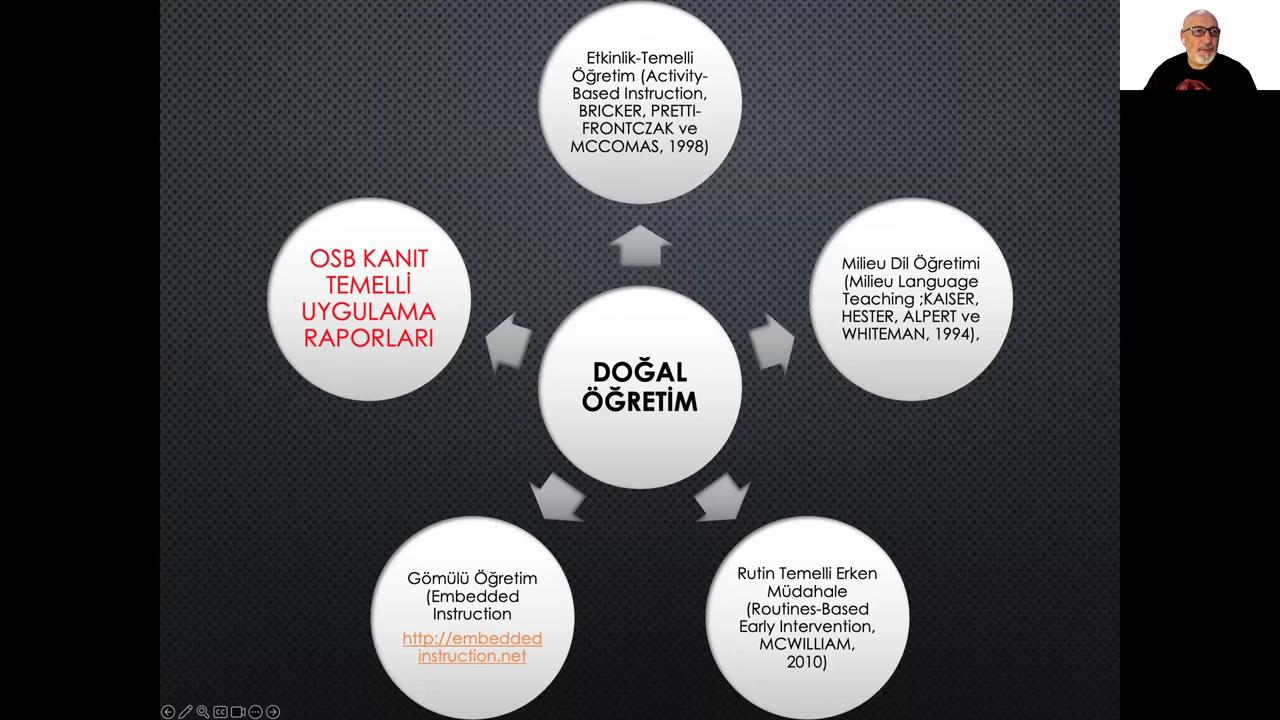 Etkinlik-Temelli
Öğretim (Activity-
Based Instruction,
BRICKER, PRETTI-
FRONTCZAK ve
MCCOMAS, 1998)
OSB KANIT
TEMELLİ
UYGULAMA
RAPORLARI
Milieu Dil Öğretimi
(Milieu Language
Teaching ;KAISER,
HESTER, ALPERT ve
WHITEMAN, 1994),
DOĞAL
ÖĞRETİM
Gömülü Öğretim
(Embedded
Instruction
http://embedded
instruction.net
Rutin Temelli Erken
Müdahale
(Routines-Based
Early Intervention,
MCWILLIAM,
2010)